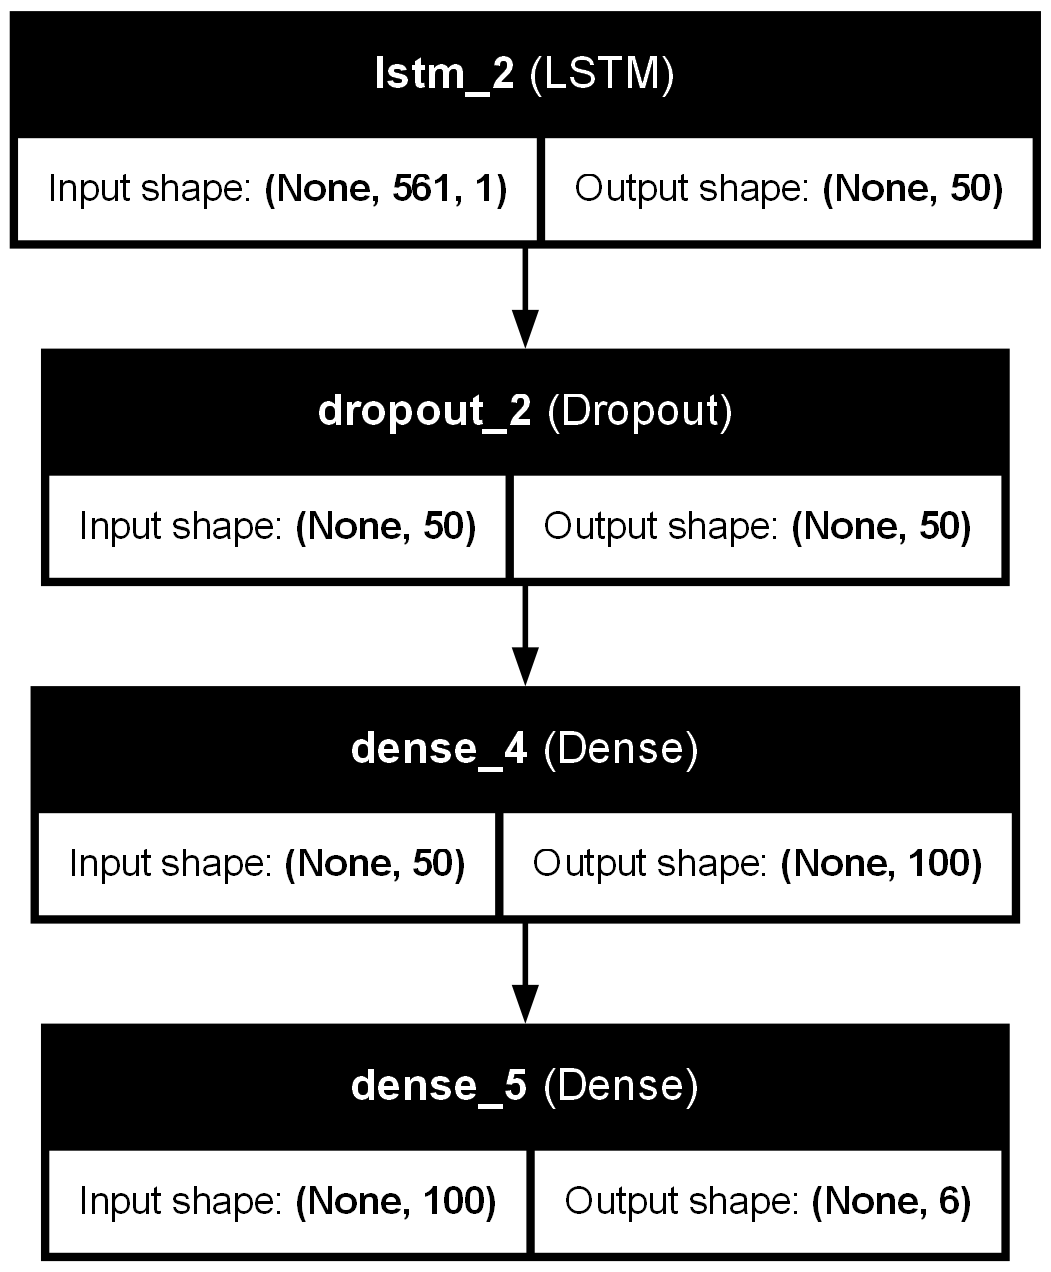 lstm_2 (LSTM)
Input shape: (None, 561, 1) Output shape: (None, 50)
dropout_2 (Dropout)
Input shape: (None, 50) Output shape: (None, 50)
dense_4 (Dense)
Input shape: (None, 50) Output shape: (None, 100)
dense_5 (Dense)
Input shape: (None, 100) Output shape: (None, 6)